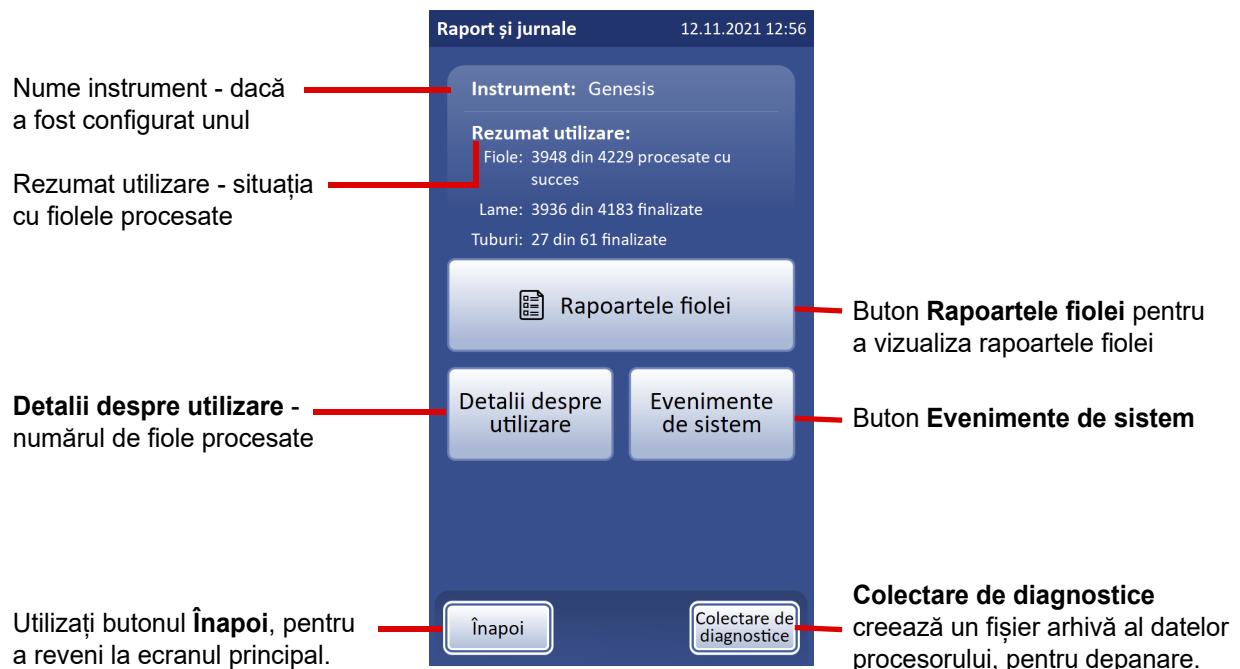 Raport și jurnale 12.11.2021 12:56
Nume instrument - dacă
a fost configurat unul
Instrument: Genesis
Rezumat utilizare:
Fiole: 3948 din 4229 procesate cu
succes
Lame: 3936 din 4183 finalizate
Tuburi: 27 din 61 finalizate
Rezumat utilizare - situația
cu fiolele procesate
Rapoartele fiolei
Buton Rapoartele fiolei pentru
a vizualiza rapoartele fiolei
Detalii despre utilizare -
numărul de fiole procesate
Detalii despre
utilizare
Evenimente
de sistem
Buton Evenimente de sistem
Utilizați butonul Înapoi, pentru
a reveni la ecranul principal.
Înapoi
Colectare de
diagnostice
Colectare de diagnostice
creează un fișier arhivă al datelor
procesorului, pentru depanare.